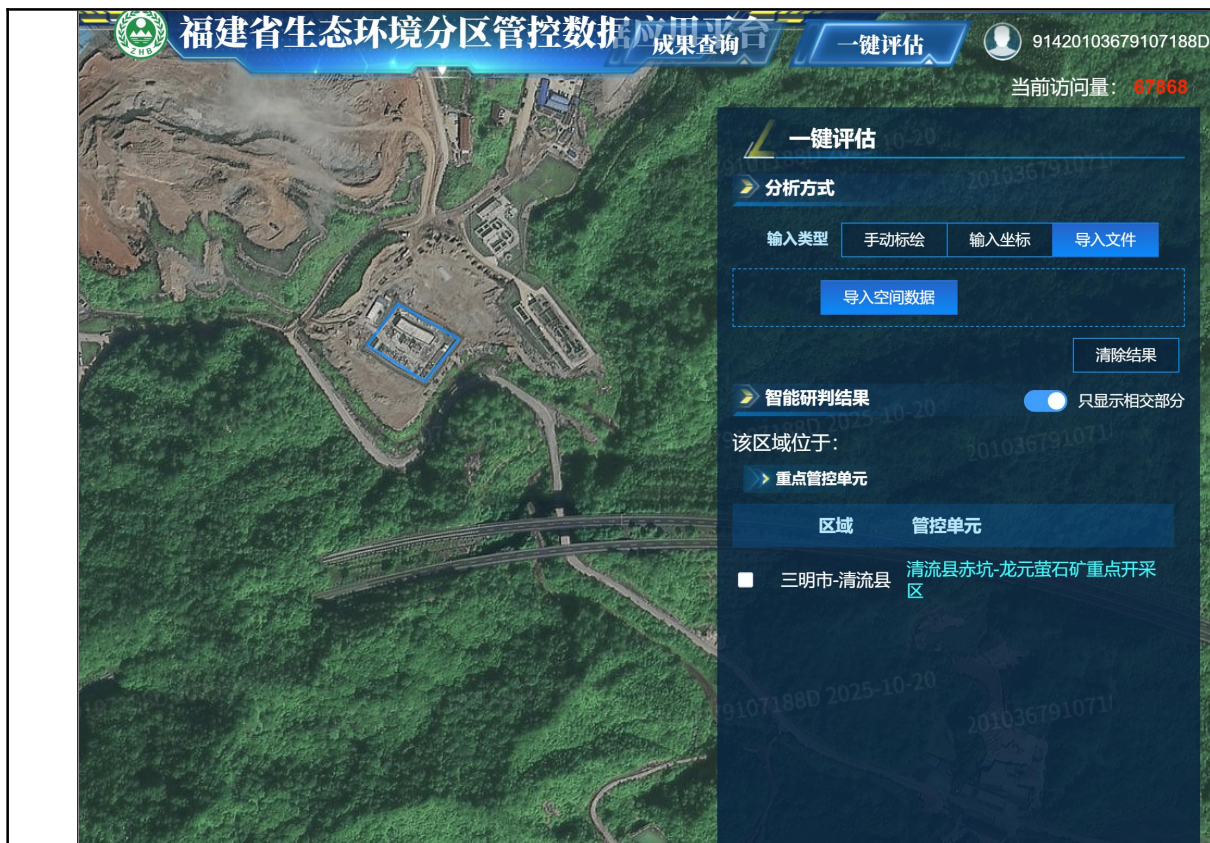 福建省生态环境分区管控数据应用平台
成果查询
一键评估
91420103679107188D
当前访问量： 67868
一键评估
分析方式
输入类型 手动标绘 输入坐标 导入文件
导入空间数据
清除结果
智能研判结果 只显示相交部分
该区域位于：
重点管控单元
区域 管控单元
三明市-清流县 清流县赤坑-龙元萤石矿重点开采
区
9107188D 2025-10-20
201036791071